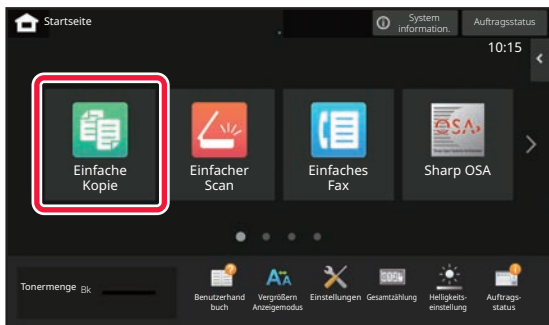 Startseite
System
information.
Auftragsstatus
10:15
Einfache
Kopie
Einfacher
Scan
Einfaches
Fax
OSA
Sharp OSA
Tonermenge Bk
Benutzerhand
buch
Vergrößern
Anzeigemodus
Einstellungen
Gesamtzählung
Helligkeits-
einstellung
Auftrags-
status